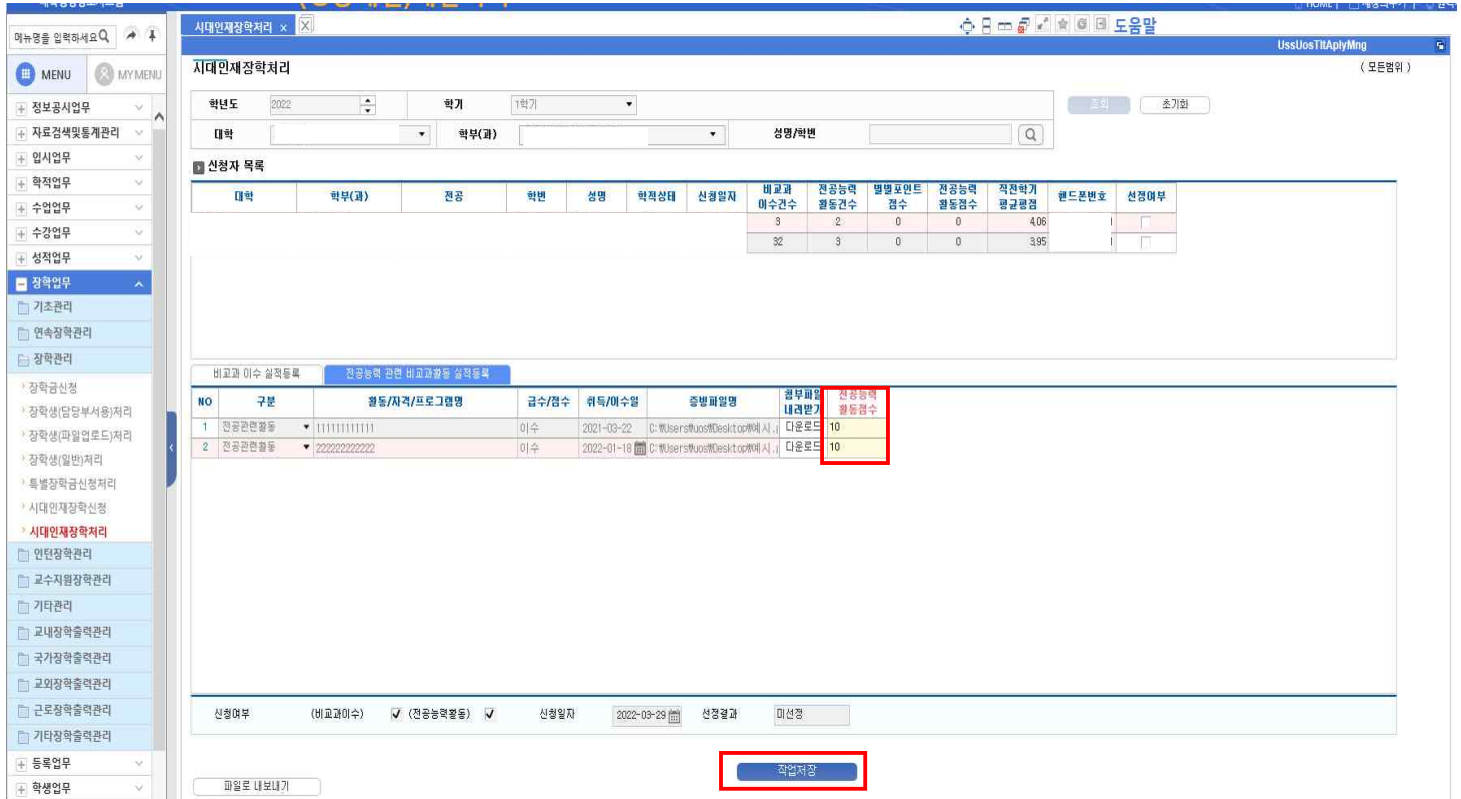 시대인재장학처리 ×
도움말
메뉴명을 입력하세요
UssUosTltAplyMng
MENU
MY MENU
시대인재장학처리
( 모든범위 )
학년도 2022 학기 1학기 조회 초기화
대학 학부(과) 성명/학번
신청자 목록
대학 학부(과) 전공 학번 성명 학적상태 신청일자 비교과 이수건수 전공능력 활동건수 별별포인트 점수 전공능력 활동점수 직전학기 평균평점 핸드폰번호 선정여부
3 2 0 0 4.06
32 3 0 0 3.95
정보공시업무
자료검색및통계관리
입시업무
학적업무
수업업무
수강업무
성적업무
장학업무
기초관리
연속장학관리
장학관리
장학금신청
장학생(담당부서용)처리
장학생(파일업로드)처리
장학생(일반)처리
특별장학금신청처리
시대인재장학신청
시대인재장학처리
인턴장학관리
교수지원장학관리
기타관리
교내장학출력관리
국가장학출력관리
교외장학출력관리
근로장학출력관리
기타장학출력관리
등록업무
학생업무
비교과 이수 실적등록 전공능력 관련 비교과활동 실적등록
NO 구분 활동/자격/프로그램명 급수/점수 취득/이수일 증빙파일명 첨부파일 내려받기 전공능력 활동점수
1 전공관련활동 111111111111 이수 2021-03-22 C:₩Users₩uos₩Desktop₩예시. 다운로드 10
2 전공관련활동 222222222222 이수 2022-01-18 C:₩Users₩uos₩Desktop₩예시. 다운로드 10
신청여부 (비교과이수) (전공능력활동) 신청일자 2022-03-29 선정결과 미선정
작업저장
파일로 내보내기